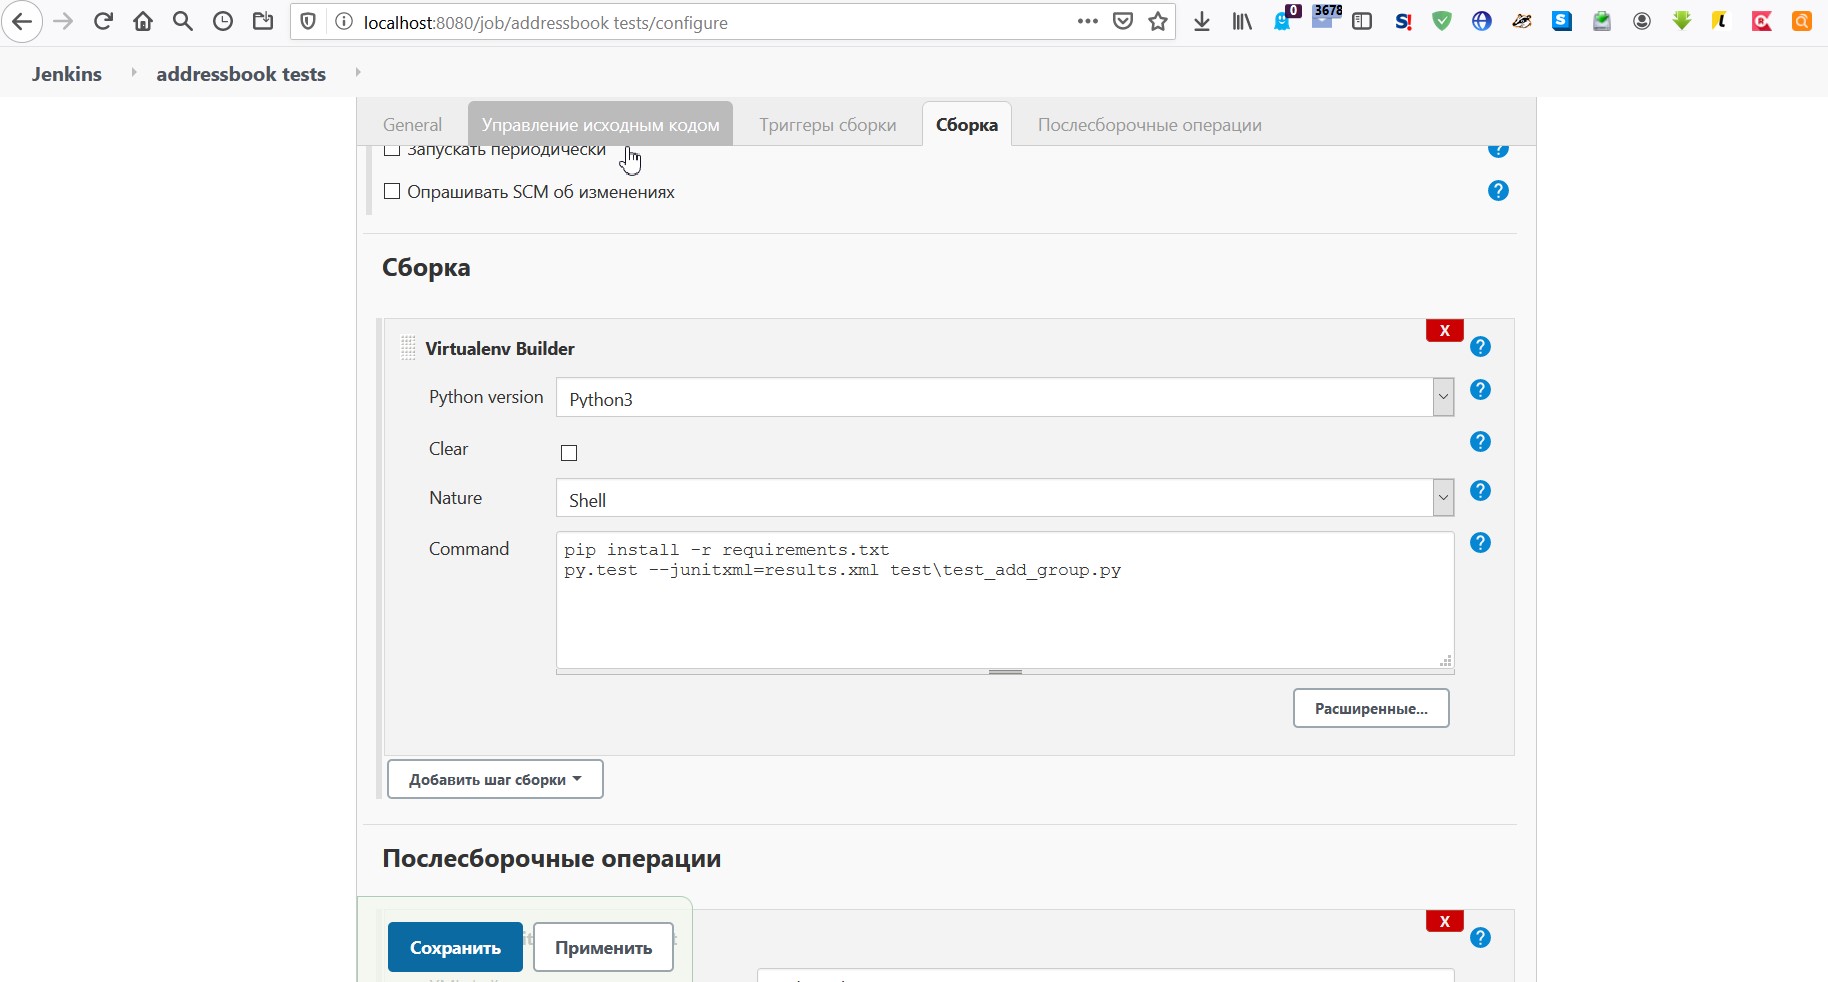 localhost:8080/job/addressbook tests/configure
0
3678
S!
S
Jenkins
addressbook tests
General
Управление исходным кодом
Триггеры сборки
Сборка
Послесборочные операции
Запускать периодически
?
Опрашивать SCM об изменениях
?
Сборка
X
Virtualenv Builder
?
Python version
Python3
?
Clear
?
Nature
Shell
?
Command
pip install -r requirements.txt
py.test --junitxml=results.xml test\test_add_group.py
?
Расширенные...
Добавить шаг сборки
Послесборочные операции
X
?
Сохранить
Применить